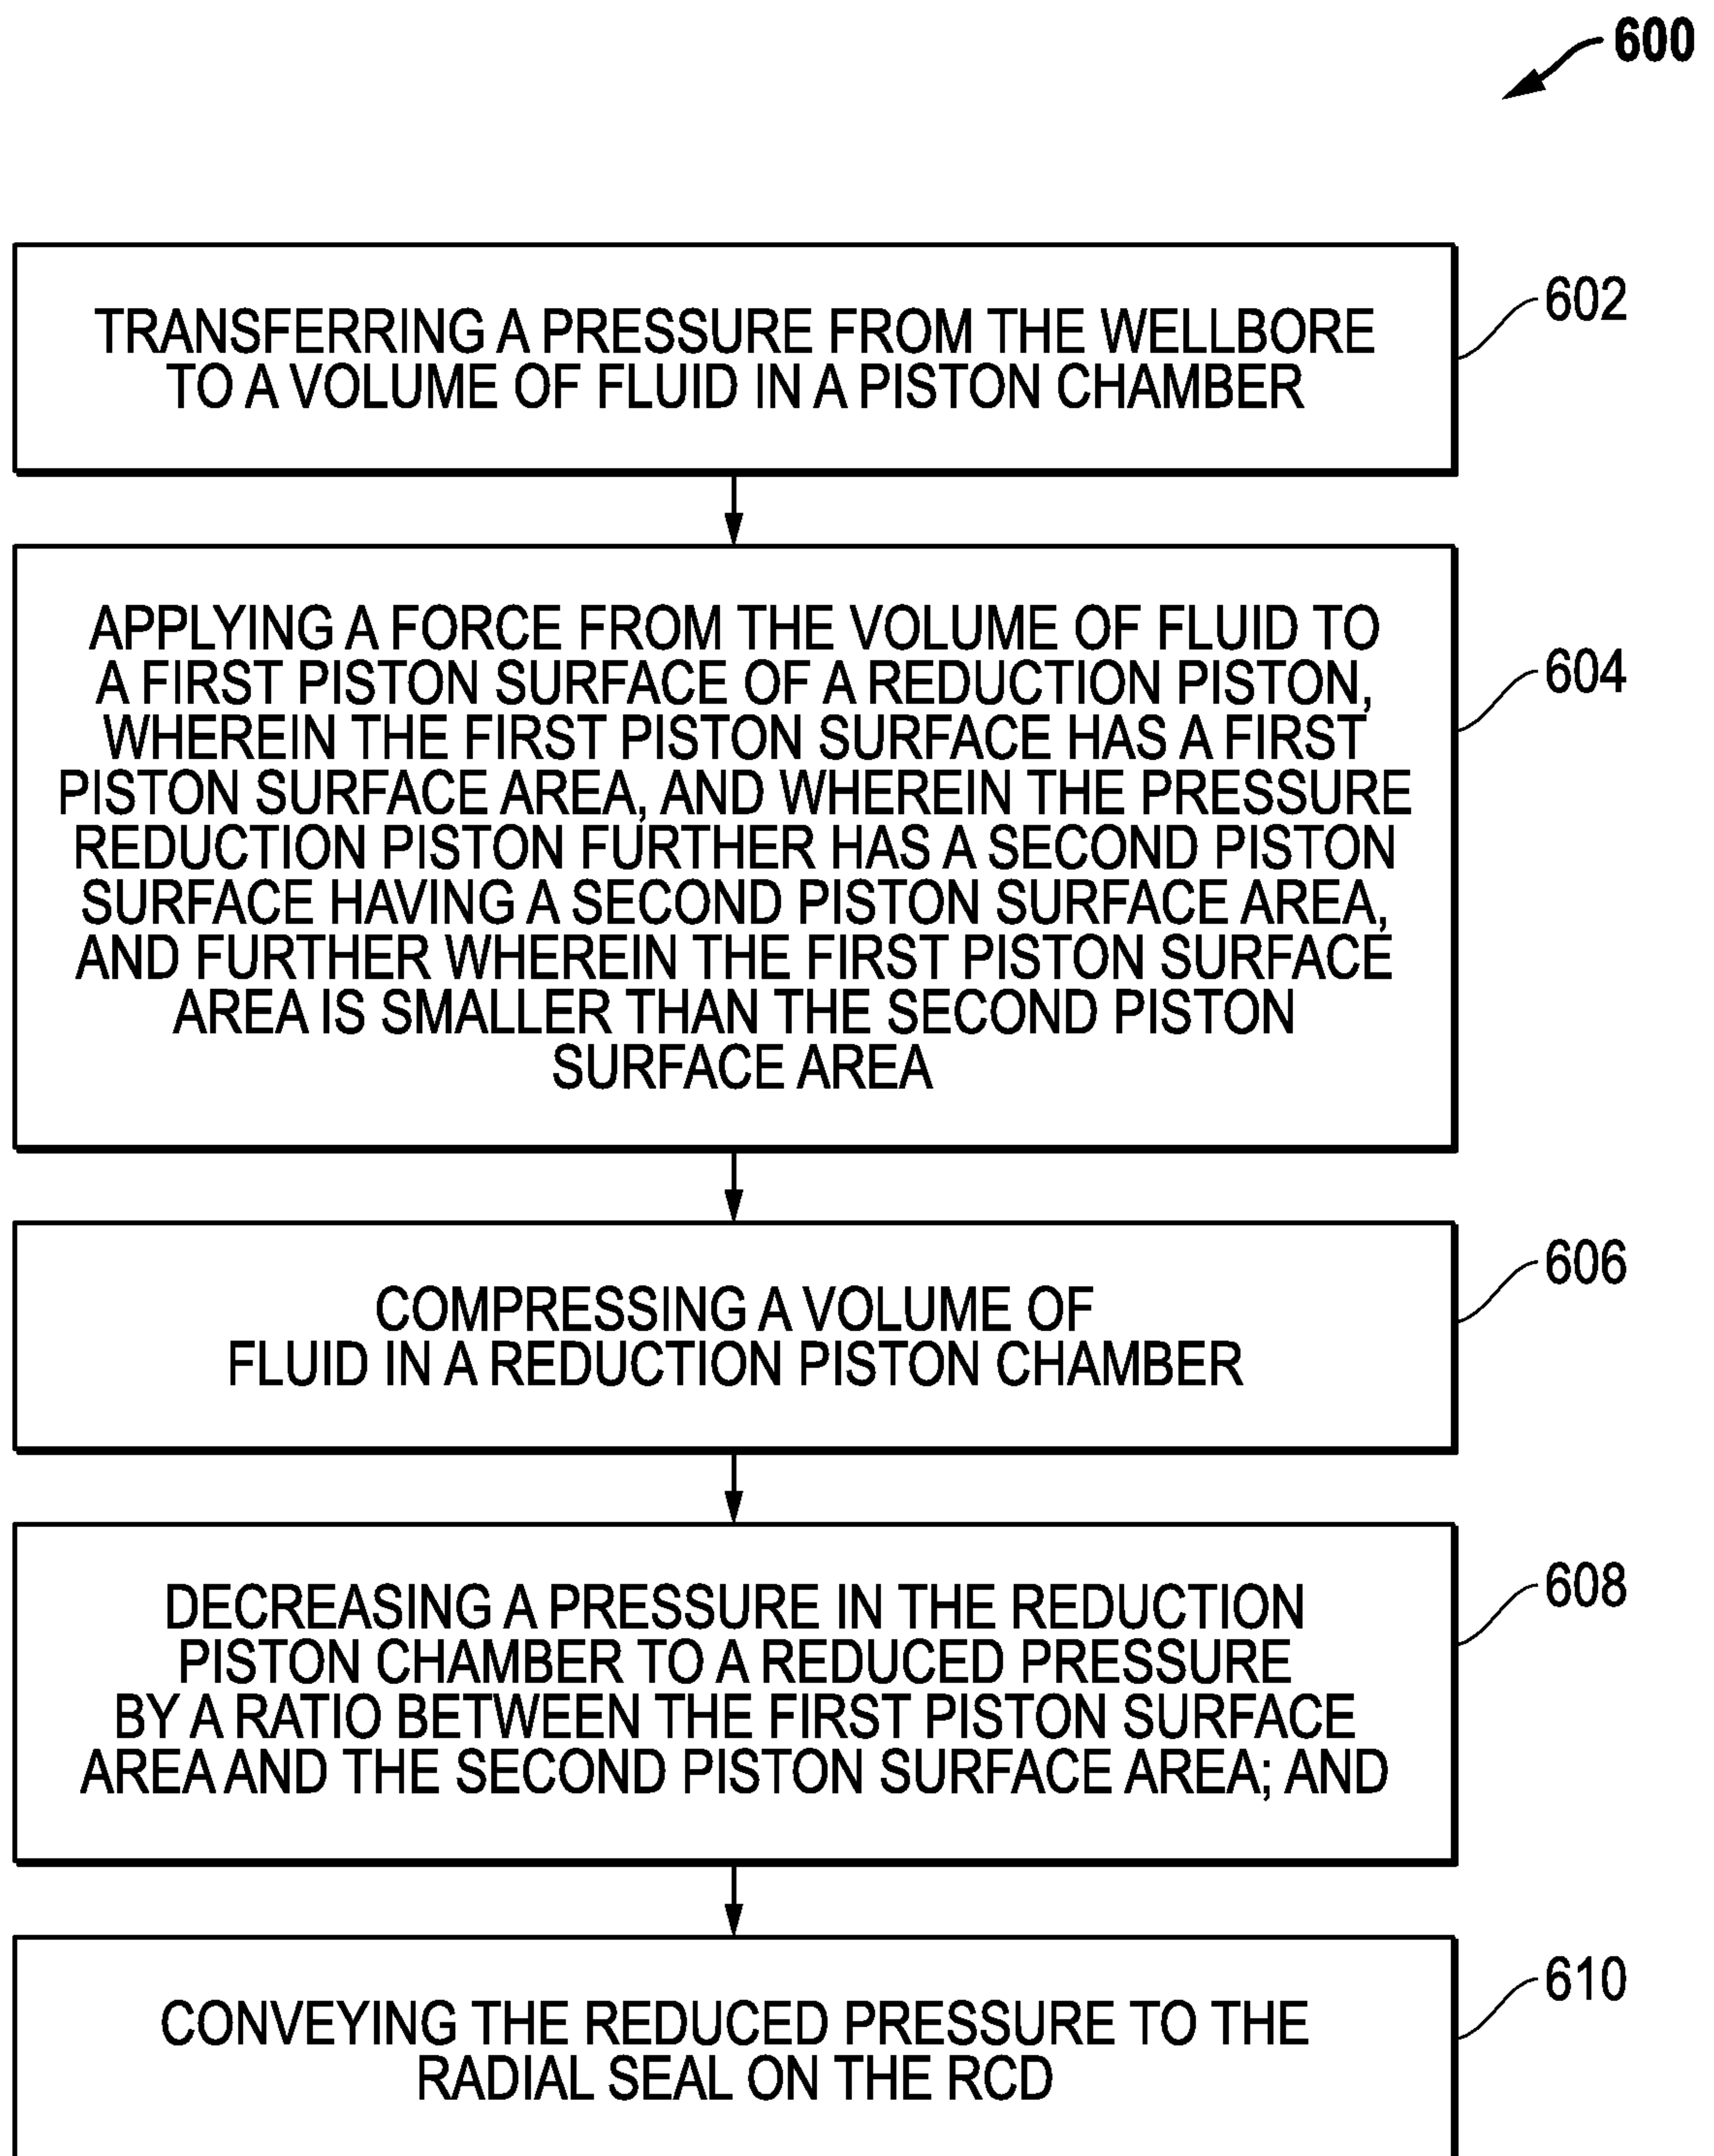 600
TRANSFERRING A PRESSURE FROM THE WELLBORE
TO A VOLUME OF FLUID IN A PISTON CHAMBER
602
APPLYING A FORCE FROM THE VOLUME OF FLUID TO
A FIRST PISTON SURFACE OF A REDUCTION PISTON,
WHEREIN THE FIRST PISTON SURFACE HAS A FIRST
PISTON SURFACE AREA, AND WHEREIN THE PRESSURE
REDUCTION PISTON FURTHER HAS A SECOND PISTON
SURFACE HAVING A SECOND PISTON SURFACE AREA,
AND FURTHER WHEREIN THE FIRST PISTON SURFACE
AREA IS SMALLER THAN THE SECOND PISTON
SURFACE AREA
604
COMPRESSING A VOLUME OF
FLUID IN A REDUCTION PISTON CHAMBER
606
DECREASING A PRESSURE IN THE REDUCTION
PISTON CHAMBER TO A REDUCED PRESSURE
BY A RATIO BETWEEN THE FIRST PISTON SURFACE
AREA AND THE SECOND PISTON SURFACE AREA; AND
608
CONVEYING THE REDUCED PRESSURE TO THE
RADIAL SEAL ON THE RCD
610